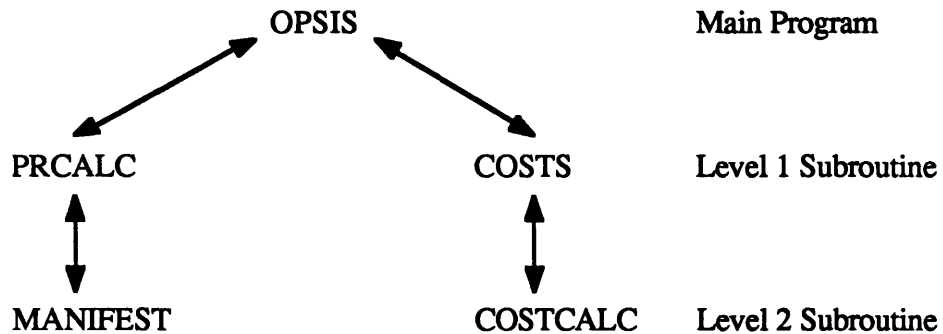 OPSIS Main Program
PRCALC COSTS Level 1 Subroutine
MANIFEST COSTCALC Level 2 Subroutine